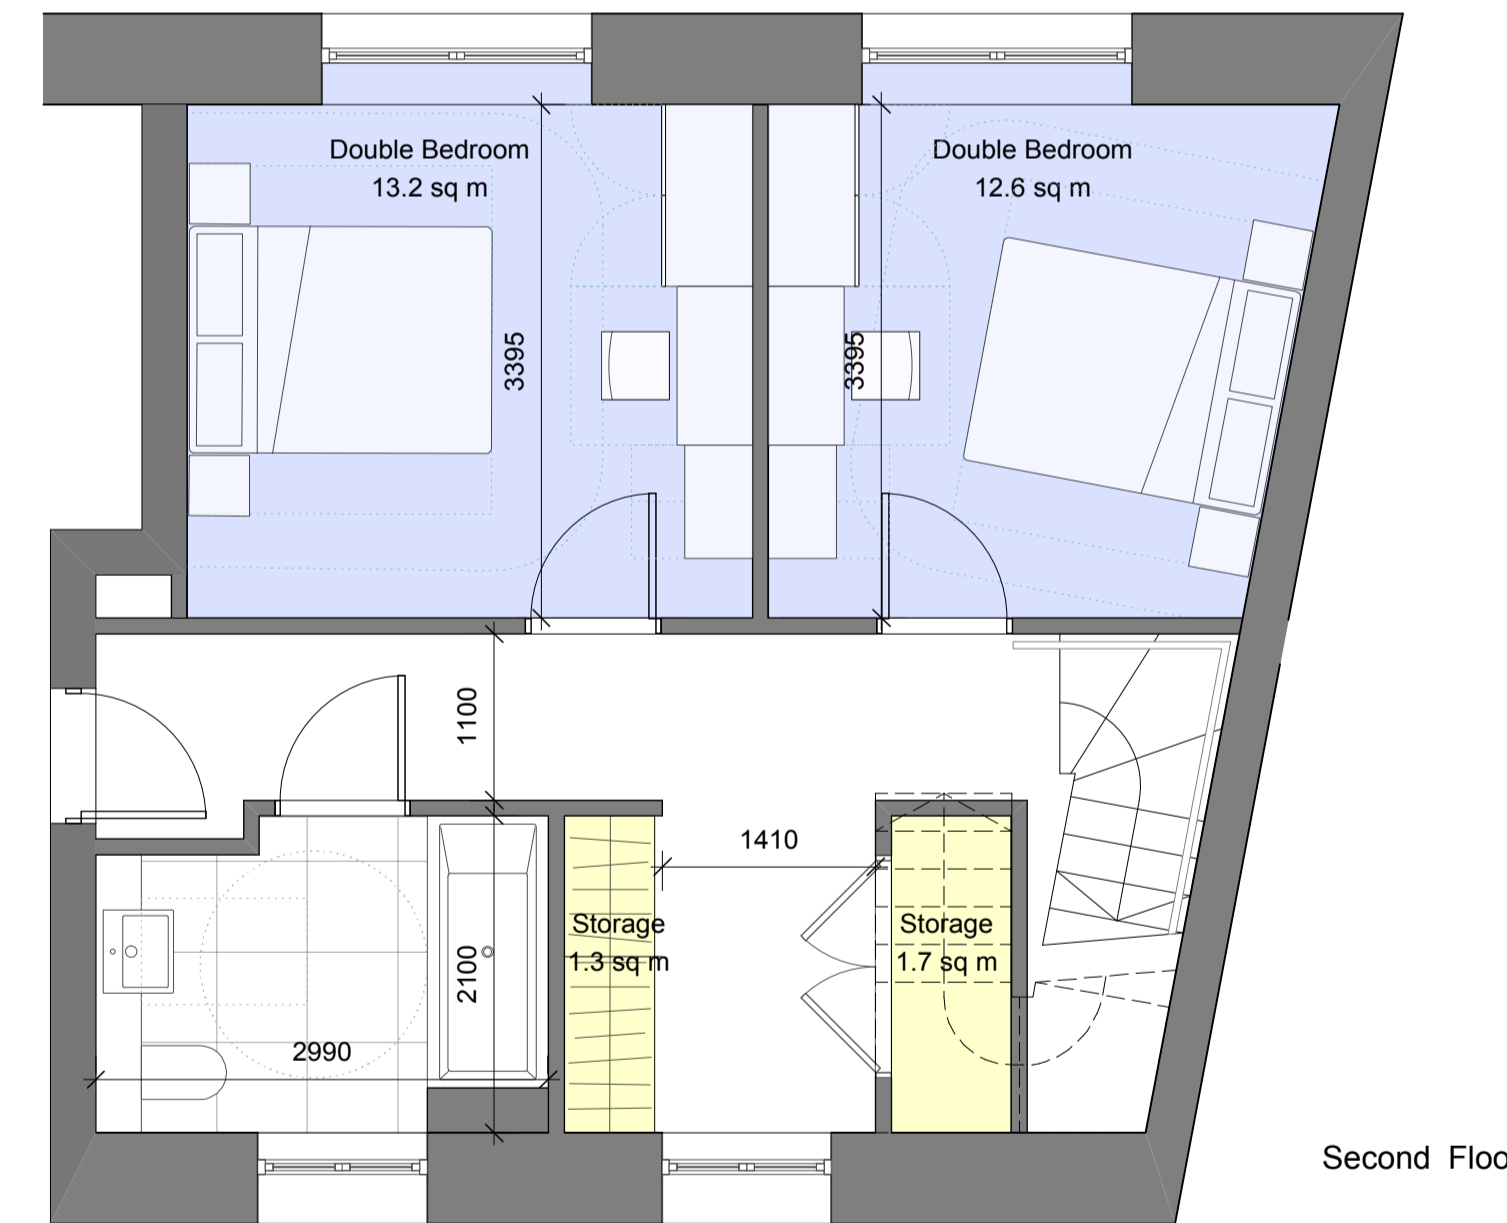 Double Bedroom
13.2 sq m
Double Bedroom
12.6 sq m
3395
3395
1100
1410
Storage
1.3 sq m
Storage
1.7 sq m
2100
2990
Second Floo